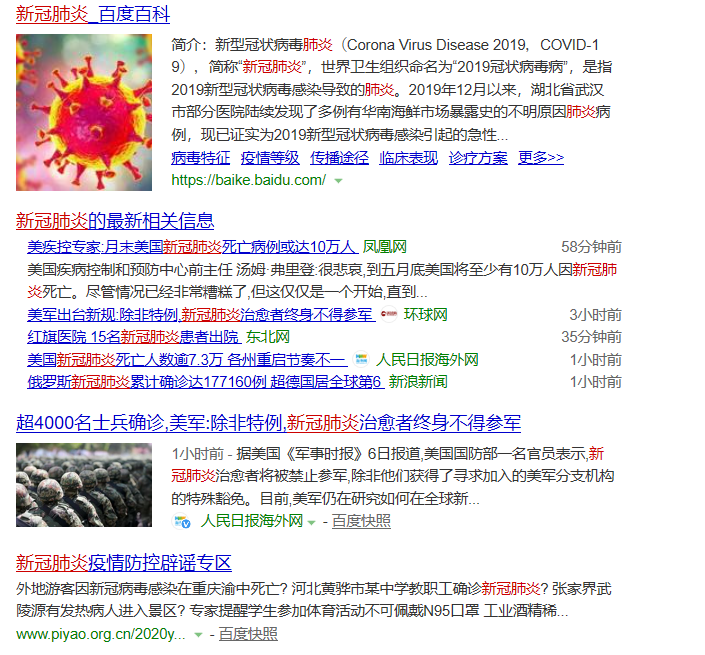 新冠肺炎_百度百科
简介：新型冠状病毒肺炎（Corona Virus Disease 2019，COVID-1
9），简称“新冠肺炎”，世界卫生组织命名为“2019冠状病毒病”，是指
2019新型冠状病毒感染导致的肺炎。2019年12月以来，湖北省武汉
市部分医院陆续发现了多例有华南海鲜市场暴露史的不明原因肺炎病
例，现已证实为2019新型冠状病毒感染引起的急性...
病毒特征 疫情等级 传播途径 临床表现 诊疗方案 更多>>
https://baike.baidu.com/
新冠肺炎的最新相关信息
美疾控专家:月末美国新冠肺炎死亡病例或达10万人 凤凰网 58分钟前
美国疾病控制和预防中心前主任 汤姆·弗里登:很悲哀,到五月底美国将至少有10万人因新冠肺
炎死亡。尽管情况已经非常糟糕了,但这仅仅是一个开始,直到...
美军出台新规:除非特例,新冠肺炎治愈者终身不得参军 环球网 3小时前
红旗医院 15名新冠肺炎患者出院 东北网 35分钟前
美国新冠肺炎死亡人数逾7.3万 各州重启节奏不一 人民日报海外网 1小时前
俄罗斯新冠肺炎累计确诊达177160例 超德国居全球第6 新浪新闻 1小时前
超4000名士兵确诊,美军:除非特例,新冠肺炎治愈者终身不得参军
1小时前 - 据美国《军事时报》6日报道,美国国防部一名官员表示,新
冠肺炎治愈者将被禁止参军,除非他们获得了寻求加入的美军分支机构
的特殊豁免。目前,美军仍在研究如何在全球新...
人民日报海外网 - 百度快照
新冠肺炎疫情防控辟谣专区
外地游客因新冠病毒感染在重庆渝中死亡? 河北黄骅市某中学教职工确诊新冠肺炎? 张家界武
陵源有发热病人进入景区? 专家提醒学生参加体育活动不可佩戴N95口罩 工业酒精稀...
www.piyao.org.cn/2020y... - 百度快照